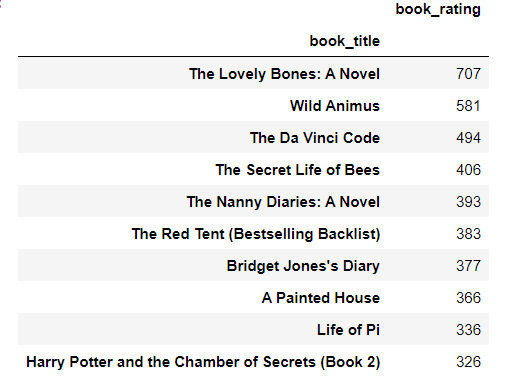 book_rating
book_title
The Lovely Bones: A Novel 707
Wild Animus 581
The Da Vinci Code 494
The Secret Life of Bees 406
The Nanny Diaries: A Novel 393
The Red Tent (Bestselling Backlist) 383
Bridget Jones's Diary 377
A Painted House 366
Life of Pi 336
Harry Potter and the Chamber of Secrets (Book 2) 326